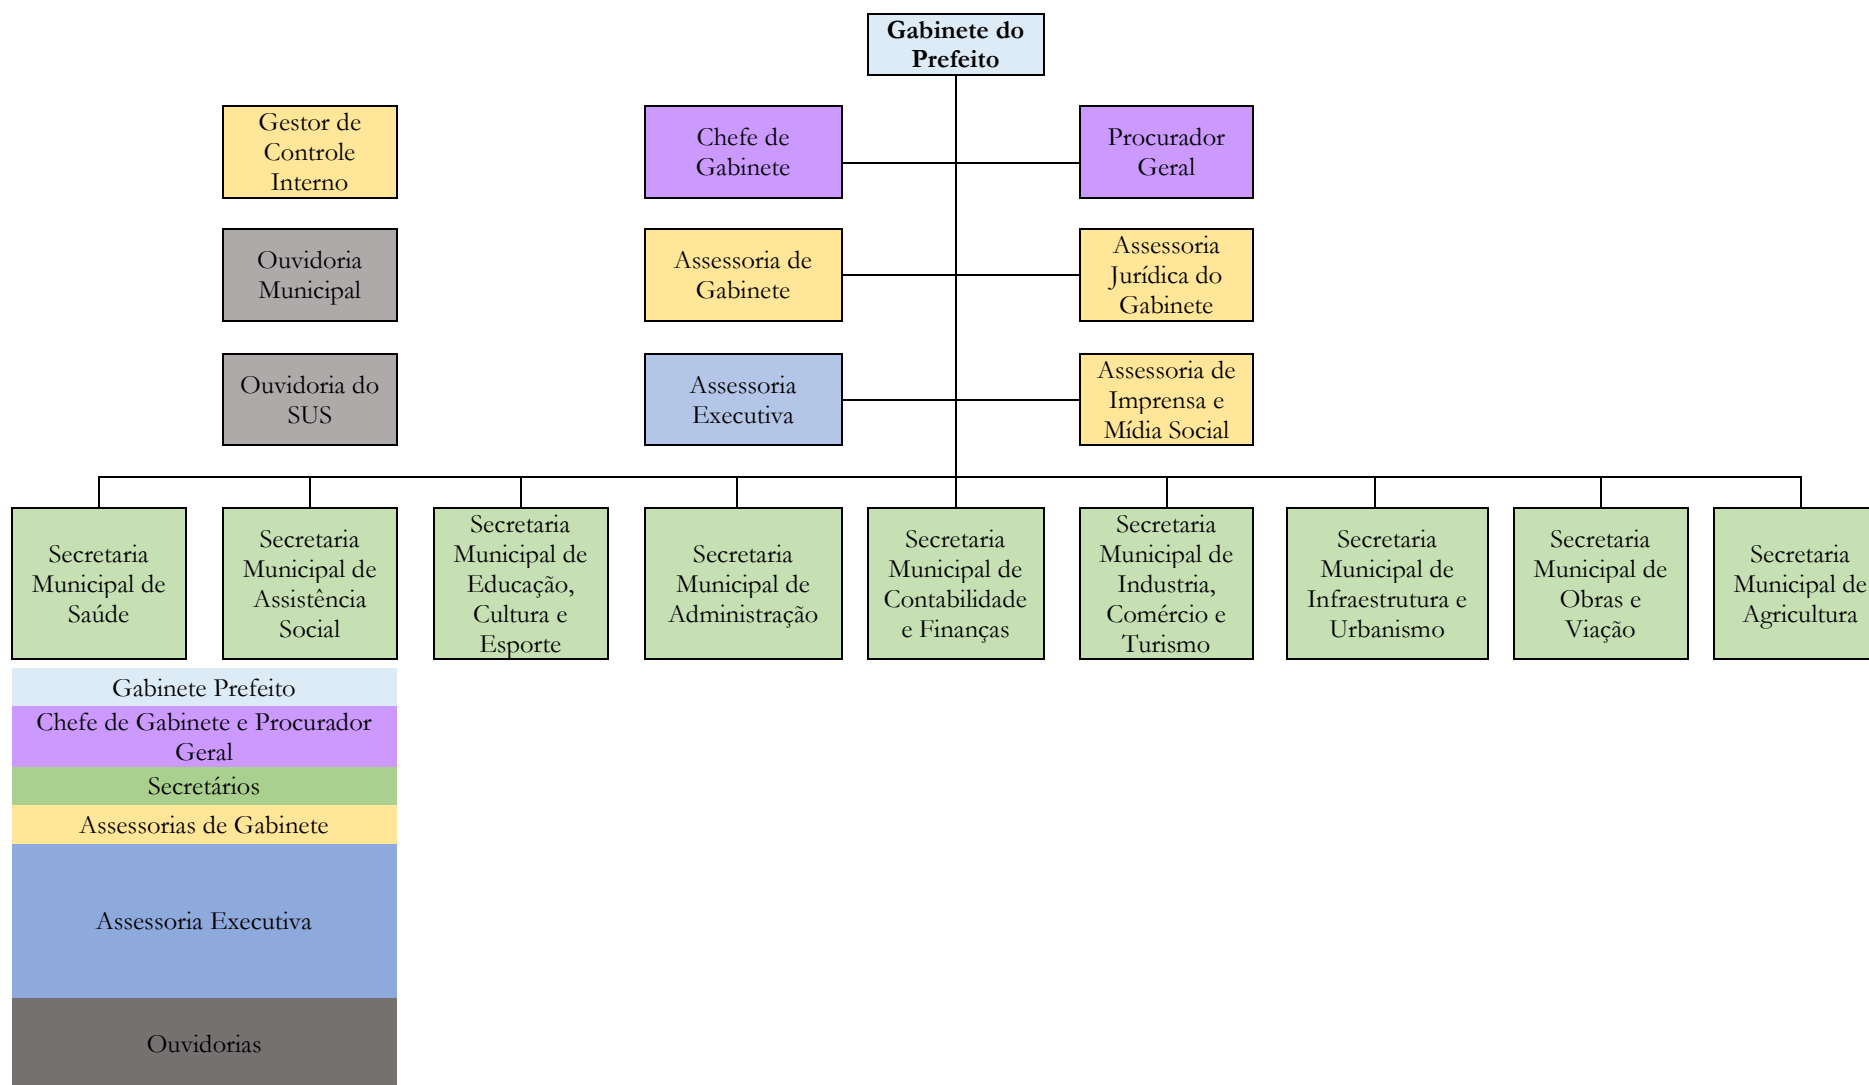 Gabinete do
Prefeito
Gestor de
Controle
Interno
Chefe de
Gabinete
Procurador
Geral
Ouvidoria
Municipal
Assessoria de
Gabinete
Assessoria
Jurídica do
Gabinete
Ouvidoria do
SUS
Assessoria
Executiva
Assessoria de
Imprensa e
Mídia Social
Secretaria
Municipal de
Saúde
Secretaria
Municipal de
Assistência
Social
Secretaria
Municipal de
Educação,
Cultura e
Esporte
Secretaria
Municipal de
Administração
Secretaria
Municipal de
Contabilidade
e Finanças
Secretaria
Municipal de
Industria,
Comércio e
Turismo
Secretaria
Municipal de
Infraestrutura e
Urbanismo
Secretaria
Municipal de
Obras e
Viação
Secretaria
Municipal de
Agricultura
Gabinete Prefeito
Chefe de Gabinete e Procurador
Geral
Secretários
Assessorias de Gabinete
Assessoria Executiva
Ouvidorias